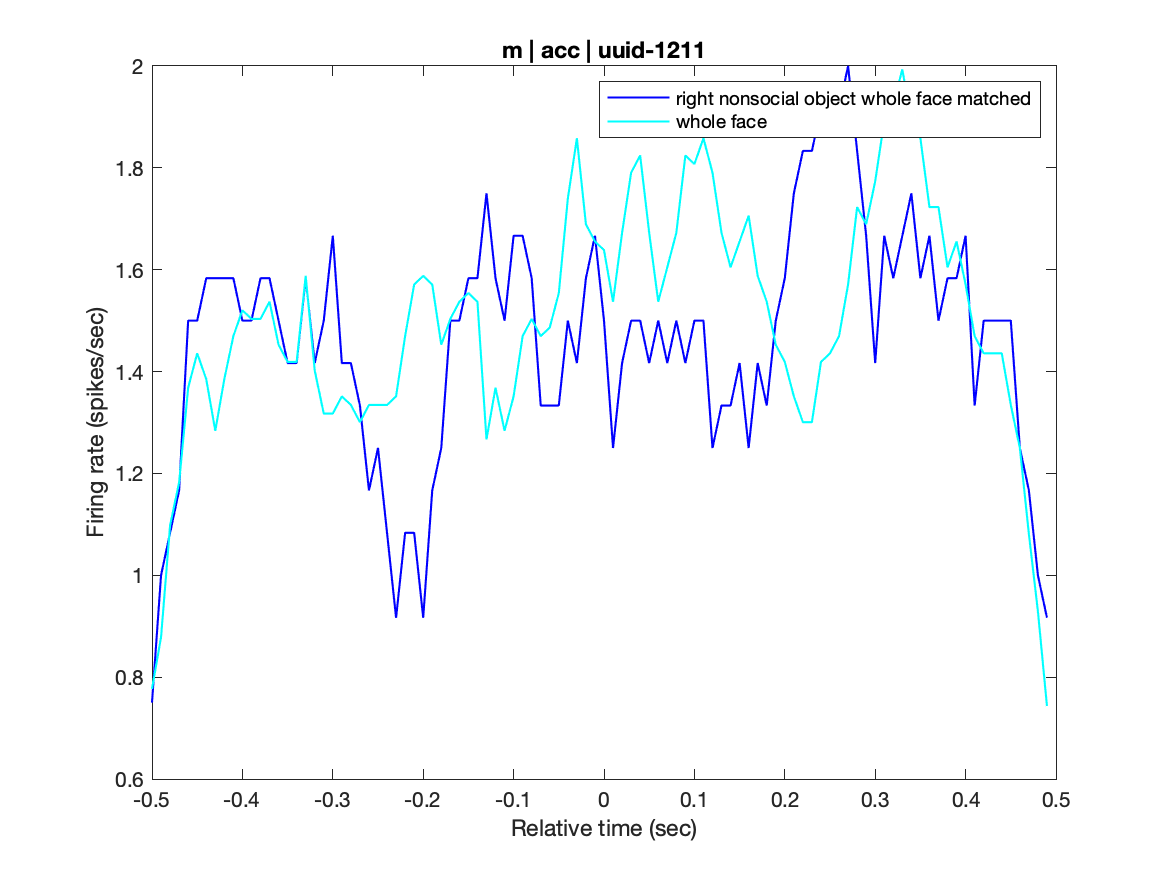 m | acc | uuid-1211
right nonsocial object whole face matched
whole face
Firing rate (spikes/sec)
2
1.8
1.6
1.4
1.2
1
0.8
0.6
-0.5 -0.4 -0.3 -0.2 -0.1 0 0.1 0.2 0.3 0.4 0.5
Relative time (sec)